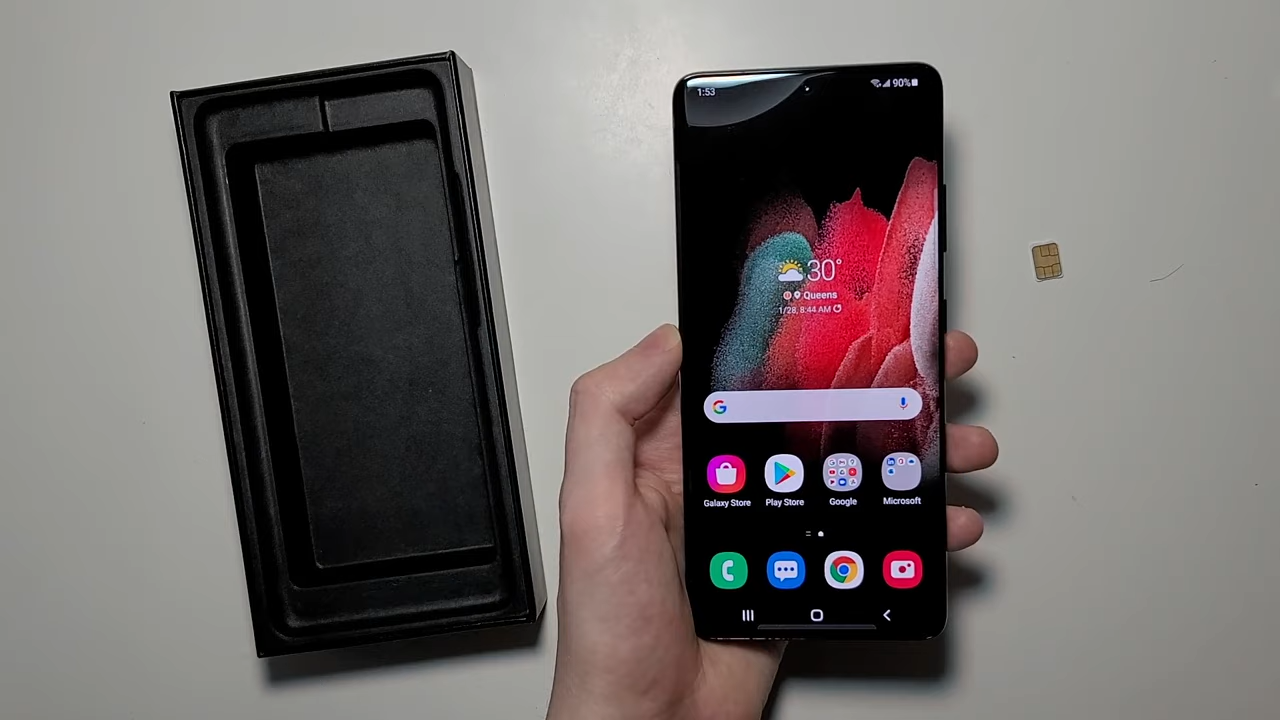 1:53
90%
30°
Queens
1/28, 8:44 AM
Galaxy Store
Play Store
Google
Microsoft